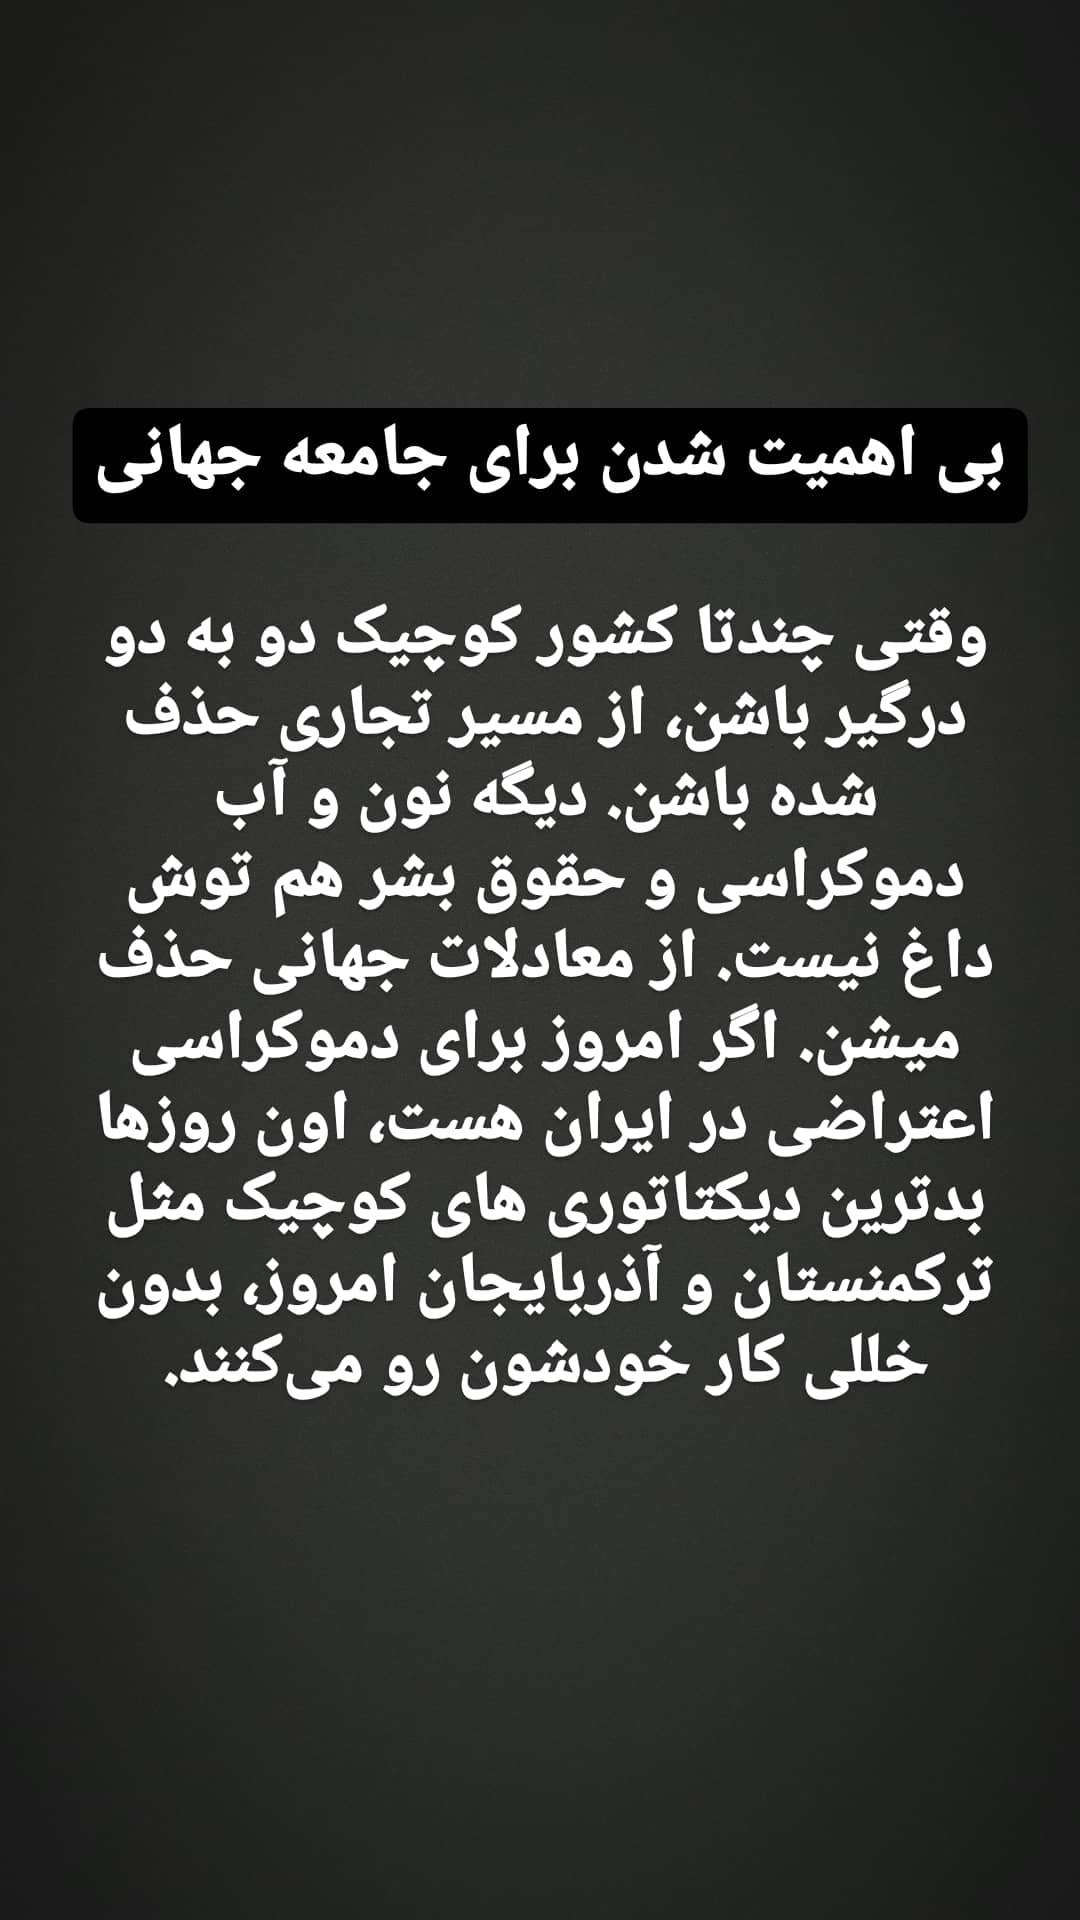 بی اهمیت شدن برای جامعه جهانی
وقتی چندتا کشور کوچیک دو به دو
درگیر باشن، از مسیر تجاری حذف
شده باشن. دیگه نون و آب
دموکراسی و حقوق بشر هم توش
داغ نیست. از معادلات جهانی حذف
میشن. اگر امروز برای دموکراسی
اعتراضی در ایران هست، اون روزها
بدترین دیکتاتوری های کوچیک مثل
ترکمنستان و آذربایجان امروز، بدون
خللی کار خودشون رو می‌کنند.